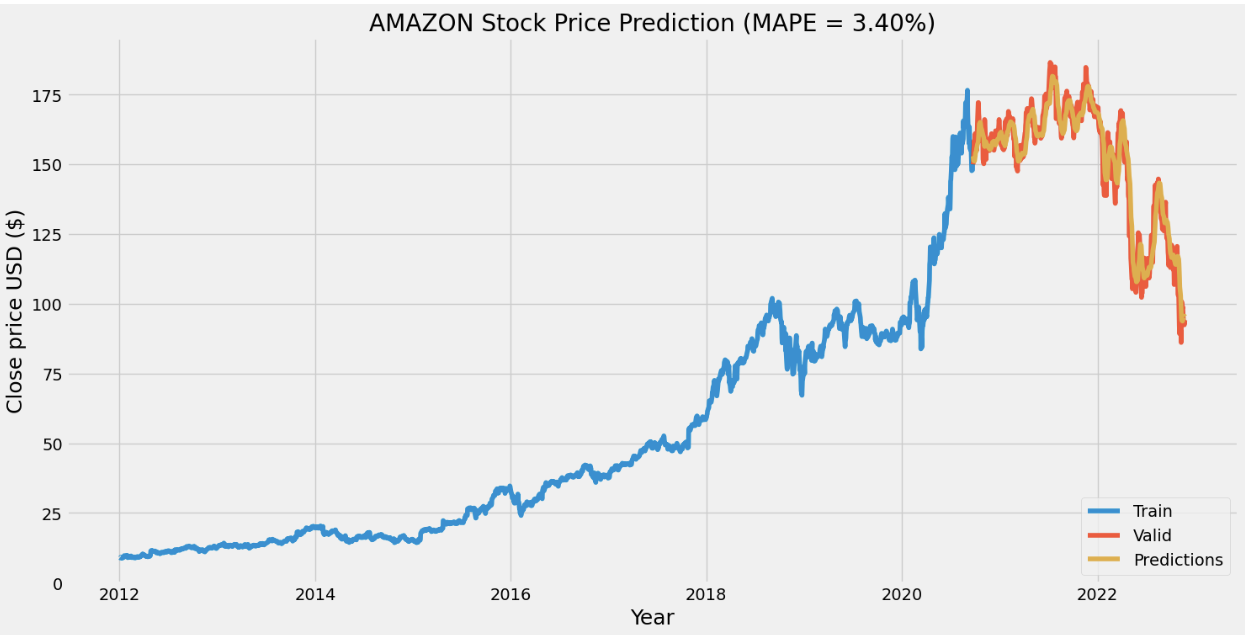 AMAZON Stock Price Prediction (MAPE = 3.40%)
Close price USD ($)
175
150
125
100
75
50
25
0
2012 2014 2016 2018 2020 2022
Year
Train
Valid
Predictions